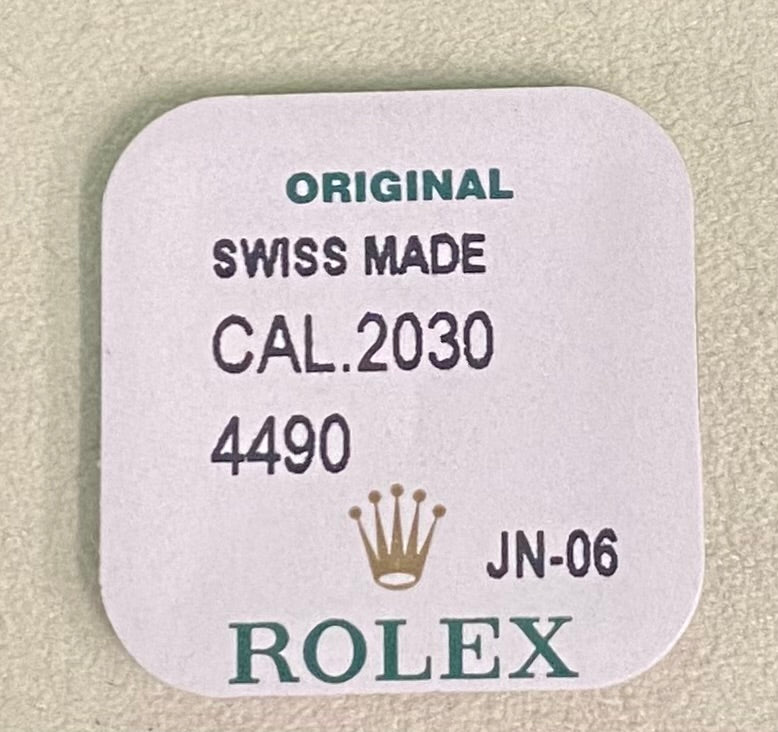 ORIGINAL
SWISS MADE
CAL.2030
4490
JN-06
ROLEX